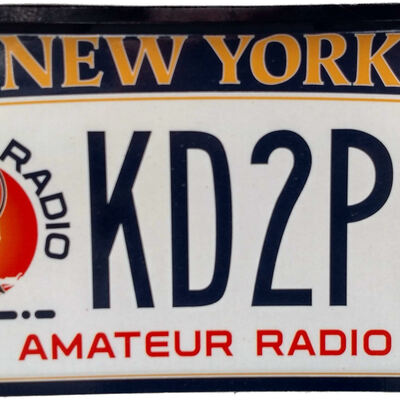 NEW YORK
RADIO
KD2P
AMATEUR RADIO